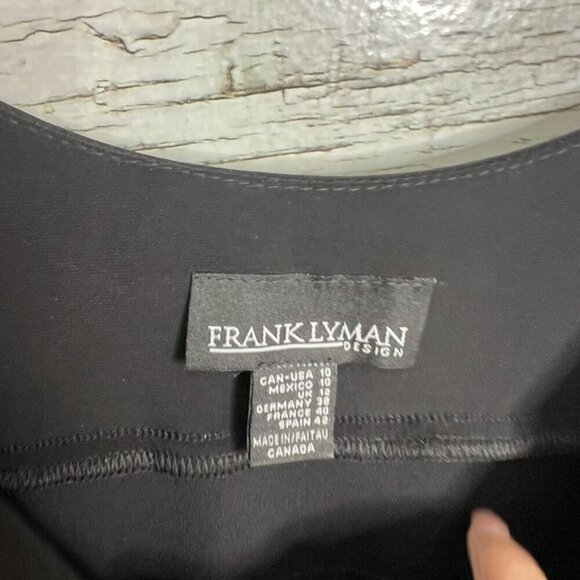 FRANK LYMAN
DESIGN
CAN-USA 10
MEXICO 10
UK 12
GERMANY 38
FRANCE 40
SPAIN 42
MADE IN/FAIT AU
CANADA